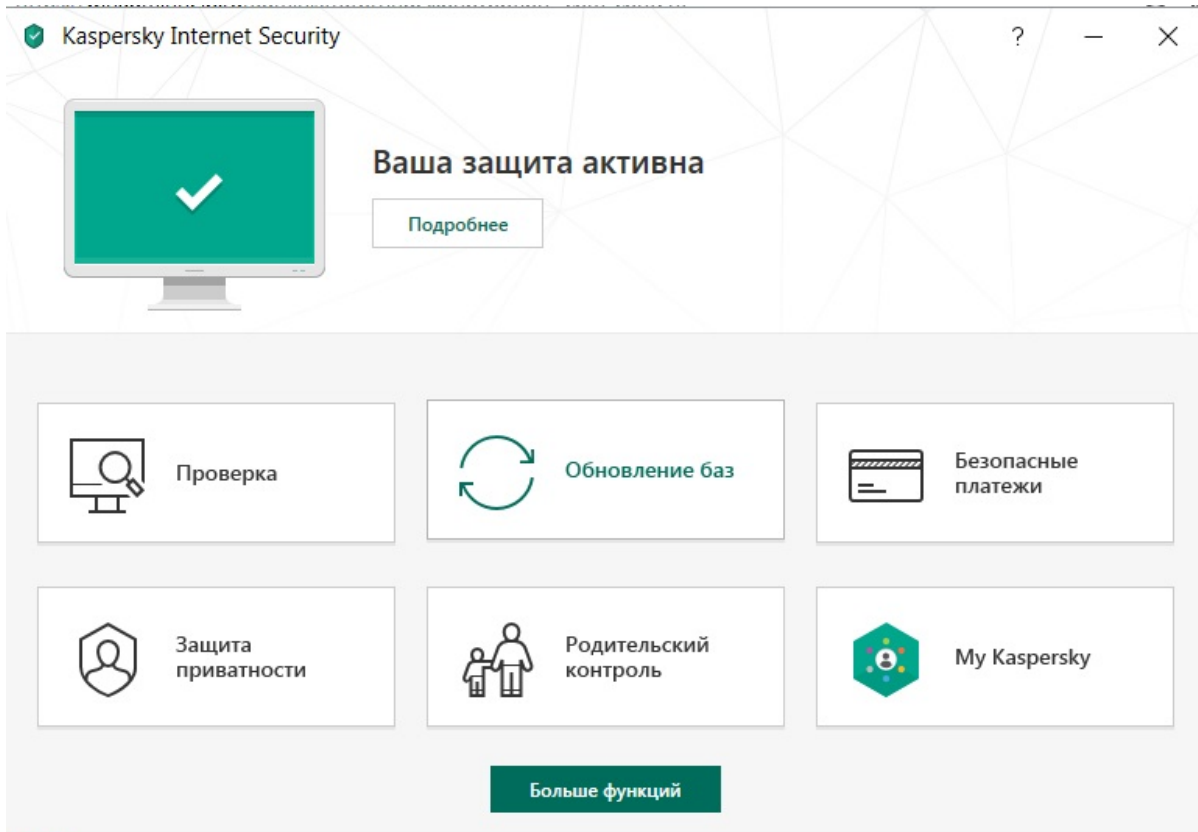 Kaspersky Internet Security
?
Ваша защита активна
Подробнее
Проверка
Обновление баз
Безопасные
платежи
Защита
приватности
Родительский
контроль
My Kaspersky
Больше функций